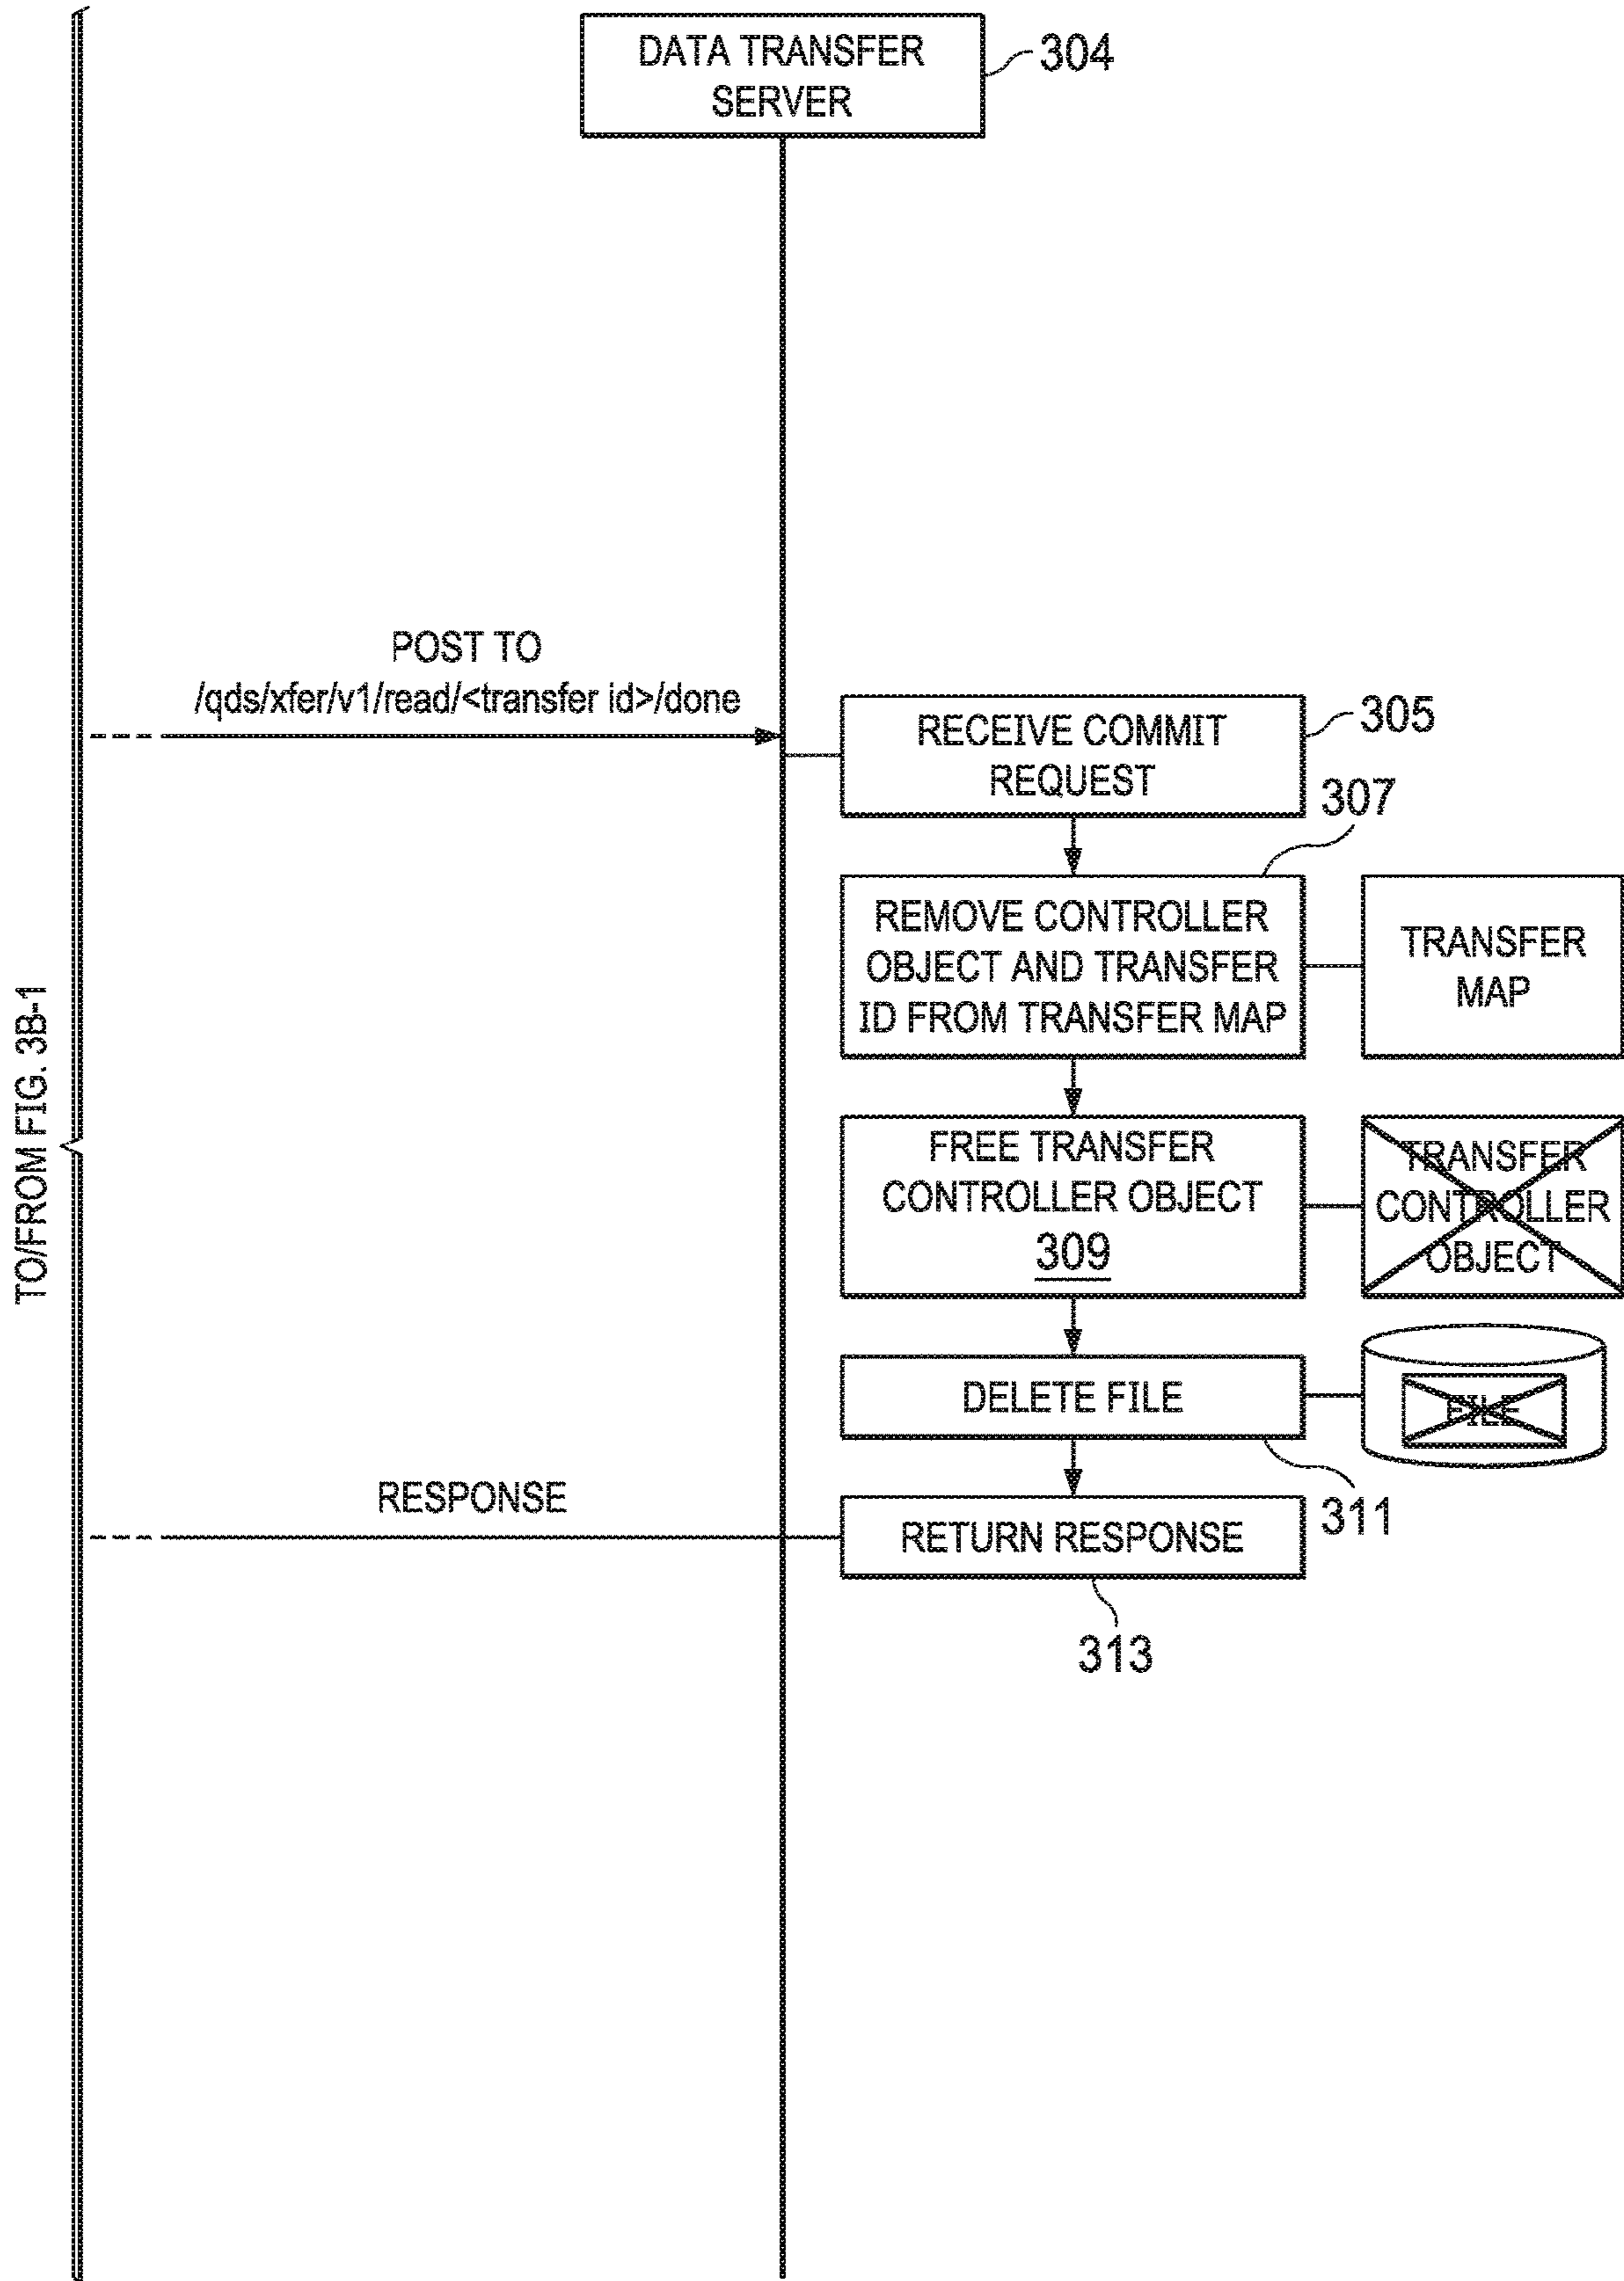 DATA TRANSFER
SERVER
304
POST TO
/qds/xfer/v1/read/<transfer id>/done
RECEIVE COMMIT
REQUEST
305
307
REMOVE CONTROLLER
OBJECT AND TRANSFER
ID FROM TRANSFER MAP
TRANSFER
MAP
TO/FROM FIG. 3B-1
FREE TRANSFER
CONTROLLER OBJECT
309
TRANSFER
CONTROLLER
OBJECT
DELETE FILE
FILE
311
RESPONSE
RETURN RESPONSE
313